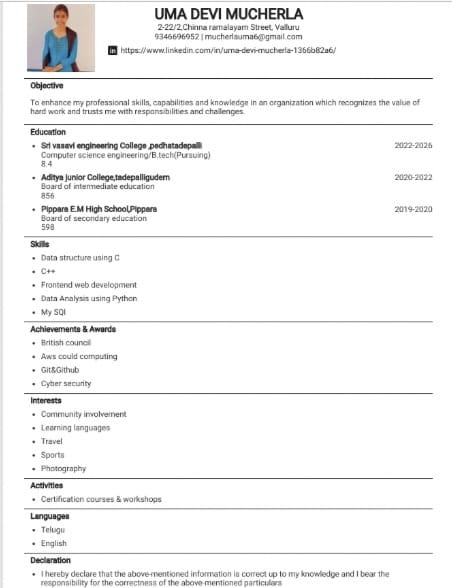 UMA DEVI MUCHERLA
2-22/2,Chinna ramalayam Street, Valluru
9346696952 | mucherlauma6@gmail.com
in https://www.linkedin.com/in/uma-devi-mucherla-1366b82a6/
Objective
To enhance my professional skills, capabilities and knowledge in an organization which recognizes the value of
hard work and trusts me with responsibilities and challenges.
Education
• Sri vasavi engineering College ,pedhatadepalli 2022-2026
Computer science engineering/B.tech(Pursuing)
8.4
• Aditya junior College,tadepalligudem 2020-2022
Board of intermediate education
856
• Pippara E.M High School,Pippara 2019-2020
Board of secondary education
598
Skills
• Data structure using C
• C++
• Frontend web development
• Data Analysis using Python
• My SQl
Achievements & Awards
• British council
• Aws could computing
• Git&Github
• Cyber security
Interests
• Community involvement
• Learning languages
• Travel
• Sports
• Photography
Activities
• Certification courses & workshops
Languages
• Telugu
• English
Declaration
• I hereby declare that the above-mentioned information is correct up to my knowledge and I bear the
responsibility for the correctness of the above-mentioned particulars